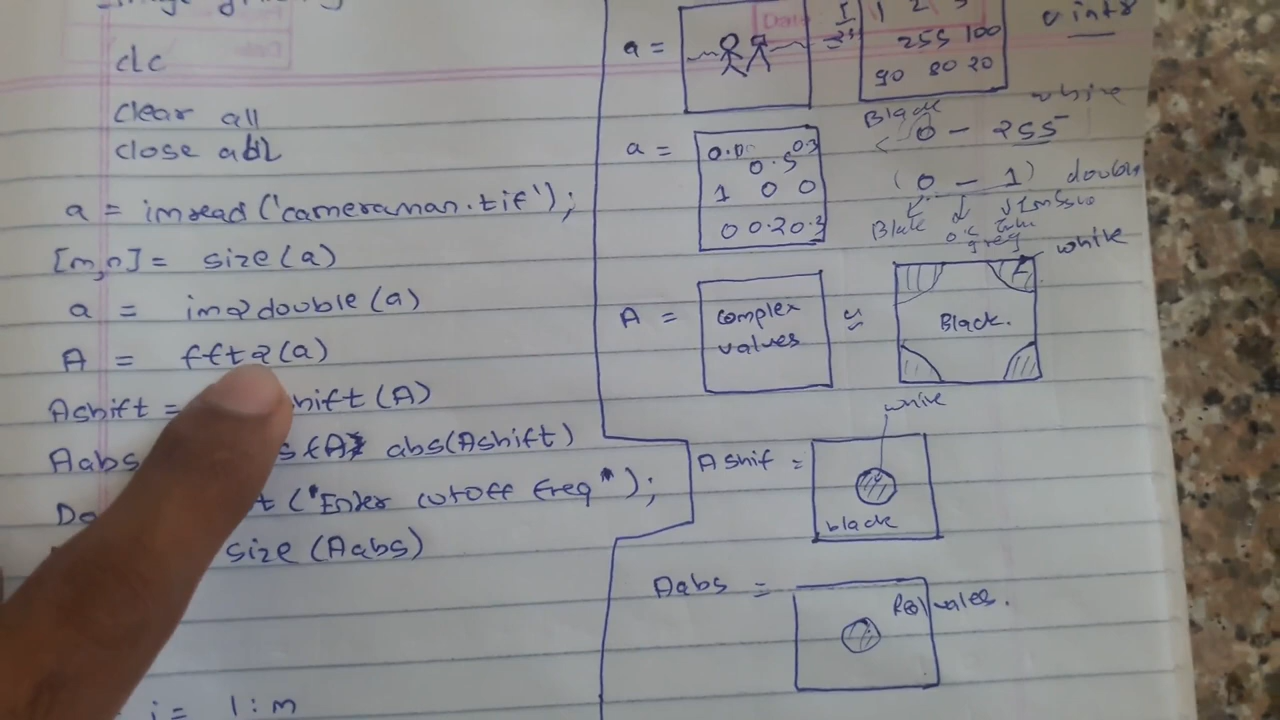 clc
clear all
close all
a = imread ('cameraman.tif');
[m,n] = size (a)
a = im2double (a)
A = fft2 (a)
Ashift = hift (A)
Aabs abs(Ashift)
t ("Enter cutoff freq");
size (Aabs)
i = 1 : m
a =
1 2 3
255 100
90 80 20
uint8
a =
0.3
0.5
1 0 0
0 0.2 0.3
Black white
0 - 255
(0 - 1) double
grey white
A = complex values
Black.
white
Ashif =
black
Aabs =
Real values.